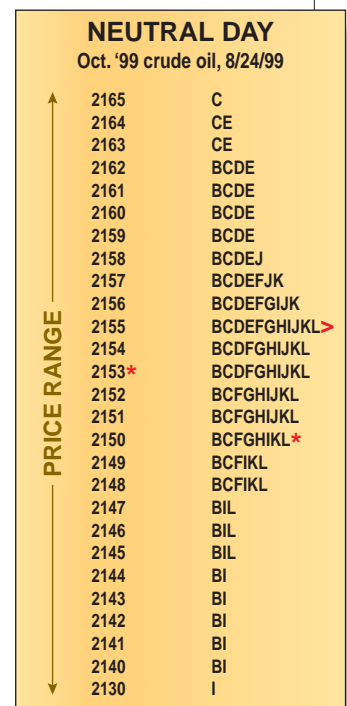 NEUTRAL DAY
Oct. ‘99 crude oil, 8/24/99
PRICE RANGE
2165 C
2164 CE
2163 CE
2162 BCDE
2161 BCDE
2160 BCDE
2159 BCDE
2158 BCDEJ
2157 BCDEFJK
2156 BCDEFGIJK
2155 BCDEFGHIJKL>
2154 BCDFGHIJKL
2153* BCDFGHIJKL
2152 BCFGHIJKL
2151 BCFGHIJKL
2150 BCFGHIKL*
2149 BCFIKL
2148 BCFIKL
2147 BIL
2146 BIL
2145 BIL
2144 BI
2143 BI
2142 BI
2141 BI
2140 BI
2130 I